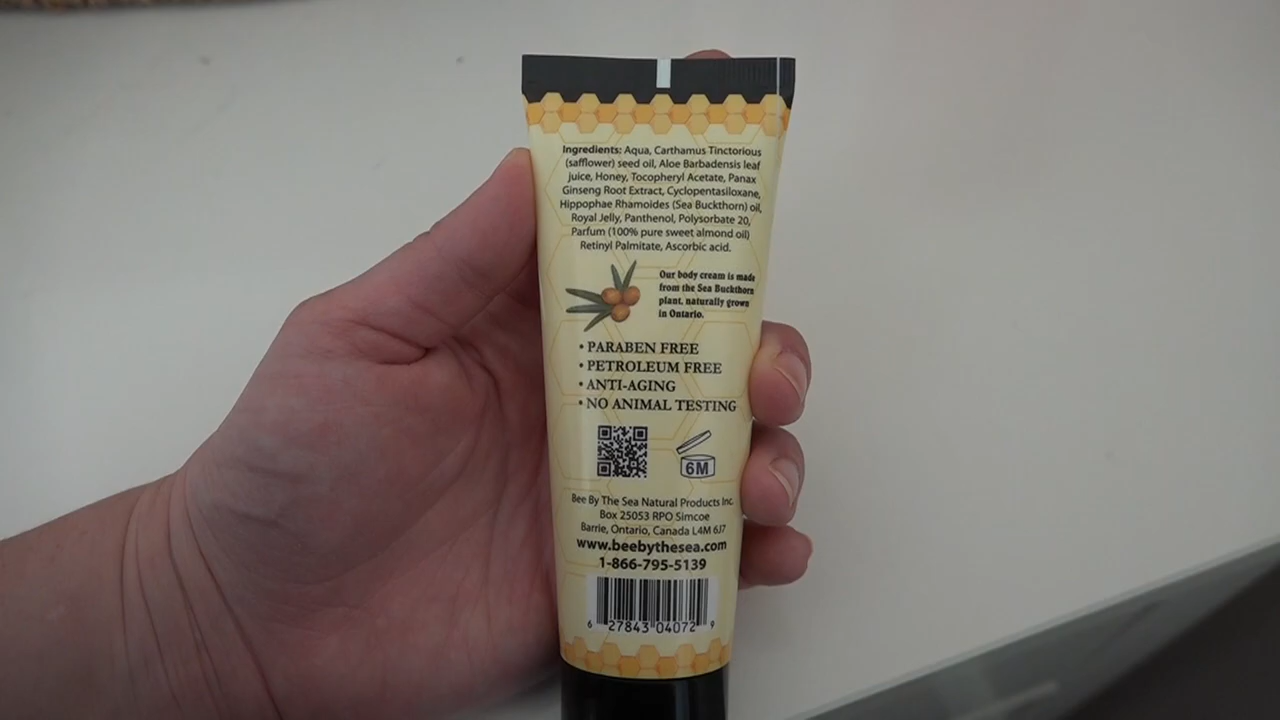 Ingredients: Aqua, Carthamus Tinctorious
(safflower) seed oil, Aloe Barbadensis leaf
juice, Honey, Tocopheryl Acetate, Panax
Ginseng Root Extract, Cyclopentasiloxane,
Hippophae Rhamoides (Sea Buckthorn) oil,
Royal Jelly, Panthenol, Polysorbate 20,
Parfum (100% pure sweet almond oil)
Retinyl Palmitate, Ascorbic acid.
Our body cream is made
from the Sea Buckthorn
plant, naturally grown
in Ontario.
• PARABEN FREE
• PETROLEUM FREE
• ANTI-AGING
• NO ANIMAL TESTING
6M
Bee By The Sea Natural Products Inc.
Box 25053 RPO Simcoe
Barrie, Ontario, Canada L4M 6J7
www.beebythesea.com
1-866-795-5139
6 27843 04072 9